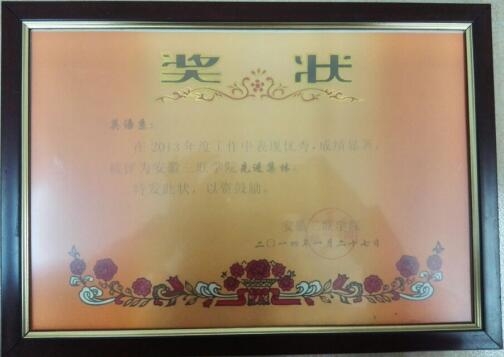 奖 状
英语系:
在2013年度工作中表现优秀,成绩显著,
被评为安徽三联学院先进集体。
特发此状,以资鼓励。
安徽三联学院
二〇一四年一月二十七日